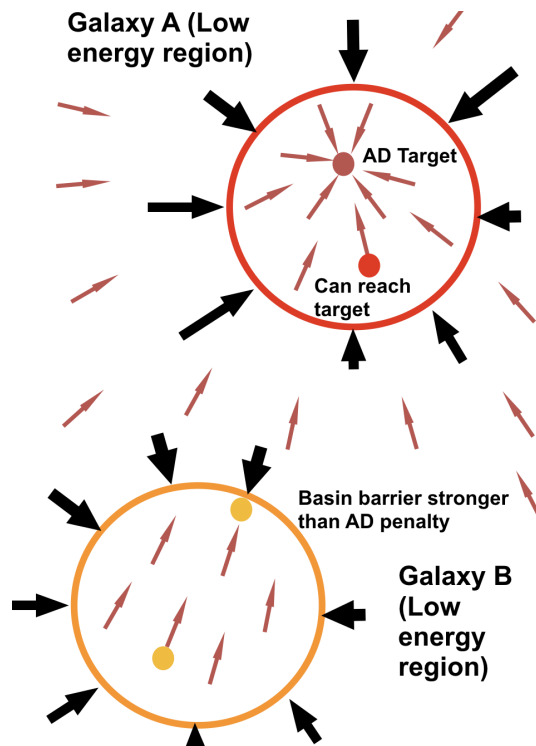 Galaxy A (Low
energy region)
AD Target
Can reach
target
Basin barrier stronger
than AD penalty
Galaxy B
(Low
energy
region)